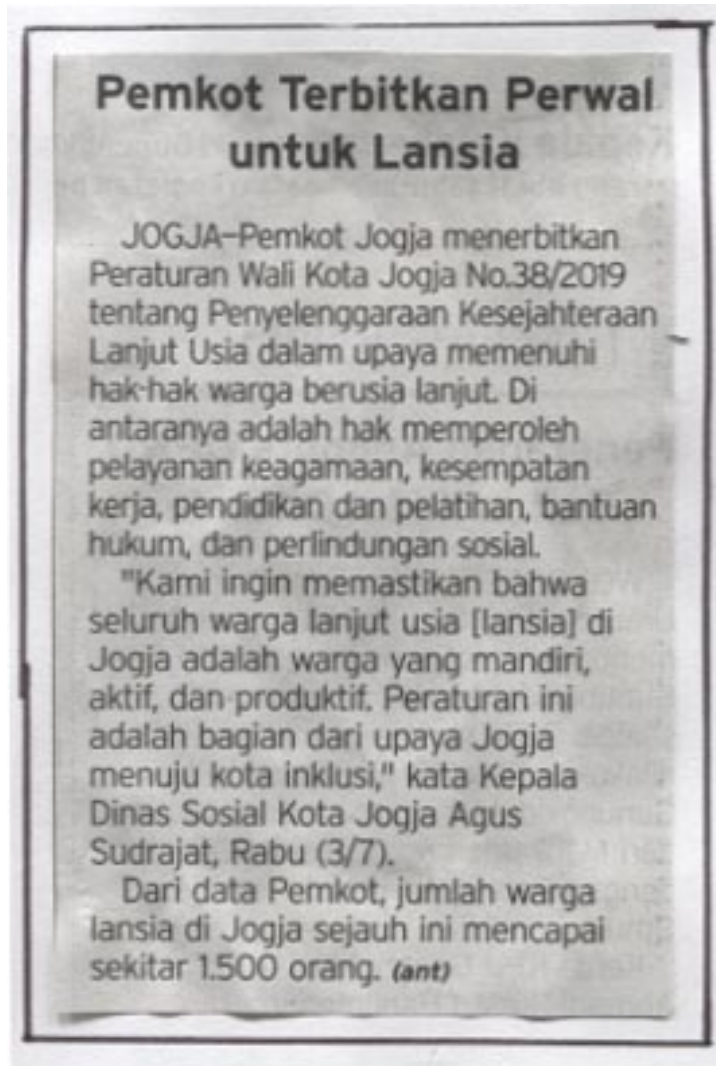 Pemkot Terbitkan Perwal
untuk Lansia
JOGJA–Pemkot Jogja menerbitkan
Peraturan Wali Kota Jogja No.38/2019
tentang Penyelenggaraan Kesejahteraan
Lanjut Usia dalam upaya memenuhi
hak-hak warga berusia lanjut. Di
antaranya adalah hak memperoleh
pelayanan keagamaan, kesempatan
kerja, pendidikan dan pelatihan, bantuan
hukum, dan perlindungan sosial.
"Kami ingin memastikan bahwa
seluruh warga lanjut usia [lansia] di
Jogja adalah warga yang mandiri,
aktif, dan produktif. Peraturan ini
adalah bagian dari upaya Jogja
menuju kota inklusi," kata Kepala
Dinas Sosial Kota Jogja Agus
Sudrajat, Rabu (3/7).
Dari data Pemkot, jumlah warga
lansia di Jogja sejauh ini mencapai
sekitar 1.500 orang. (ant)